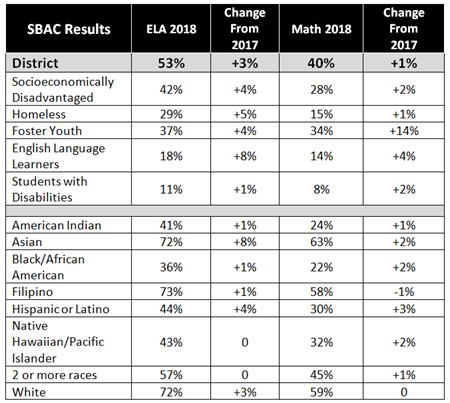 SBAC Results ELA 2018 Change From 2017 Math 2018 Change From 2017
District 53% +3% 40% +1%
Socioeconomically Disadvantaged 42% +4% 28% +2%
Homeless 29% +5% 15% +1%
Foster Youth 37% +4% 34% +14%
English Language Learners 18% +8% 14% +4%
Students with Disabilities 11% +1% 8% +2%
American Indian 41% +1% 24% +1%
Asian 72% +8% 63% +2%
Black/African American 36% +1% 22% +2%
Filipino 73% +1% 58% -1%
Hispanic or Latino 44% +4% 30% +3%
Native Hawaiian/Pacific Islander 43% 0 32% +2%
2 or more races 57% 0 45% +1%
White 72% +3% 59% 0